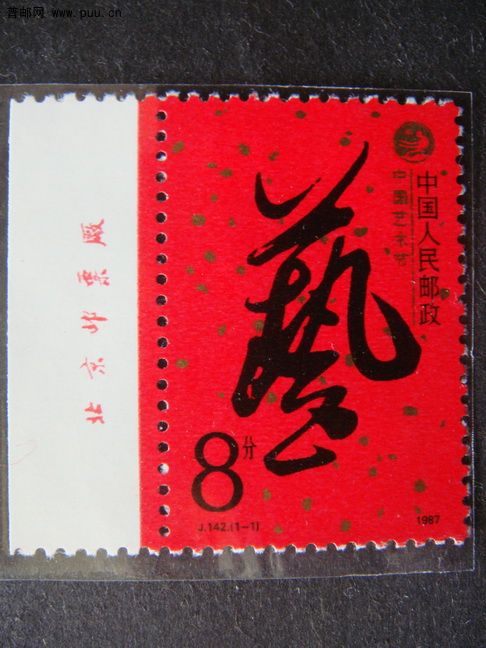 普邮网 www.puu.cn
北京邮票厂
藝
中国艺术节
中国人民邮政
8分
J.142.(1-1)
1987